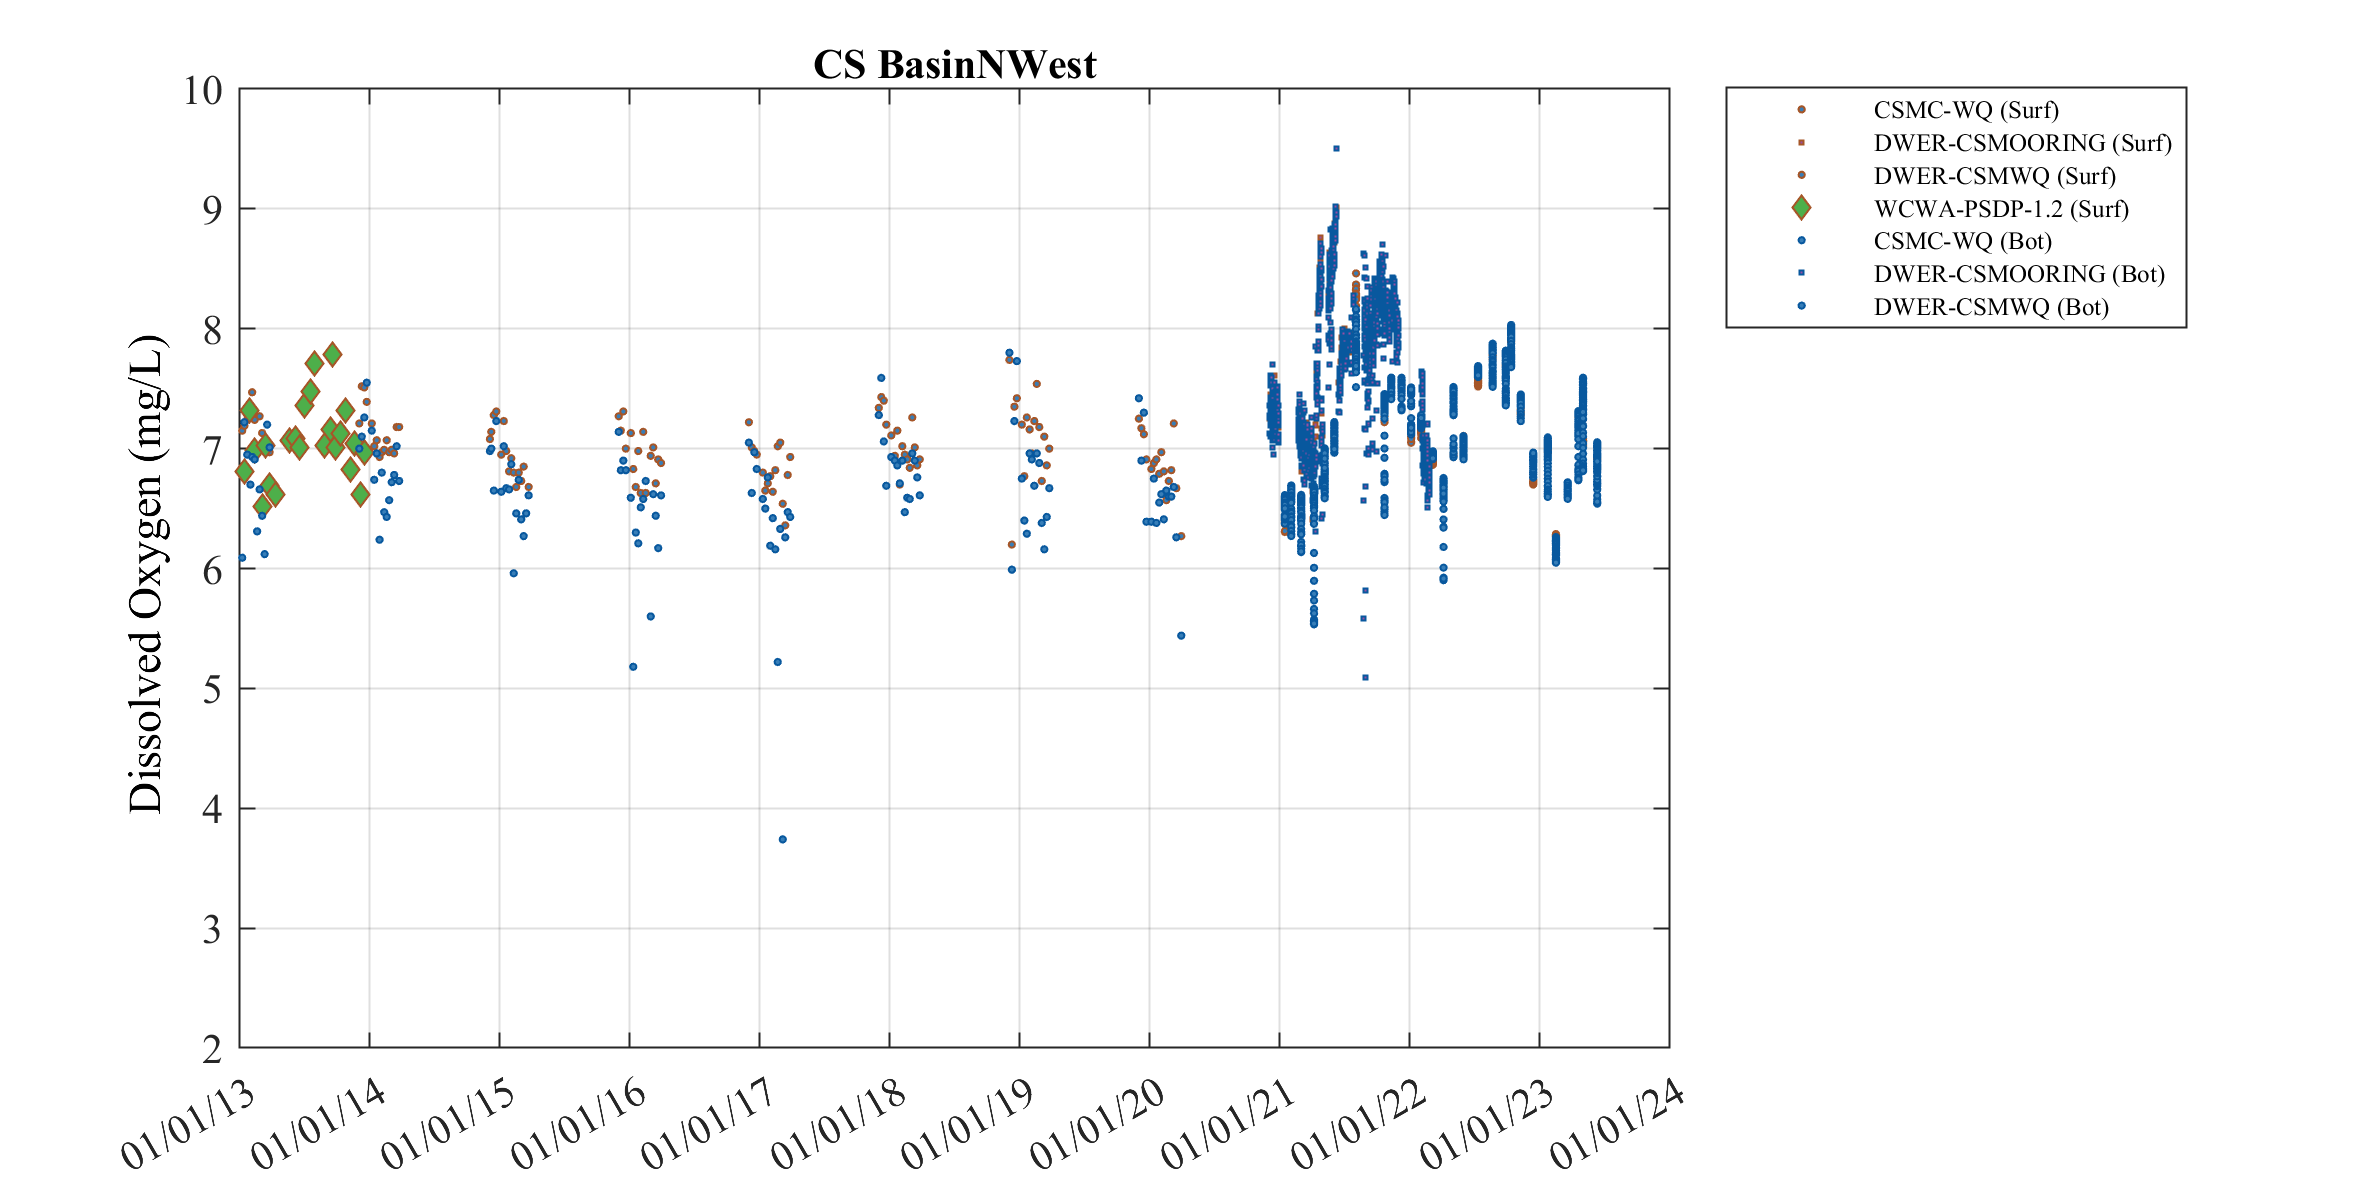 CS BasinNWest
Dissolved Oxygen (mg/L)
10
9
8
7
6
5
4
3
2
01/01/13
01/01/14
01/01/15
01/01/16
01/01/17
01/01/18
01/01/19
01/01/20
01/01/21
01/01/22
01/01/23
01/01/24
CSMC-WQ (Surf)
DWER-CSMOORING (Surf)
DWER-CSMWQ (Surf)
WCWA-PSDP-1.2 (Surf)
CSMC-WQ (Bot)
DWER-CSMOORING (Bot)
DWER-CSMWQ (Bot)